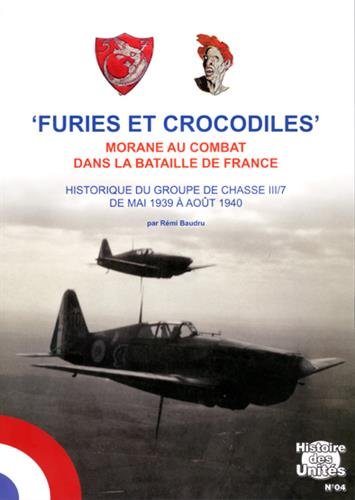 ‘FURIES ET CROCODILES’
MORANE AU COMBAT
DANS LA BATAILLE DE FRANCE
HISTORIQUE DU GROUPE DE CHASSE III/7
DE MAI 1939 À AOÛT 1940
par Rémi Baudru
Histoire
des
Unités
N°04